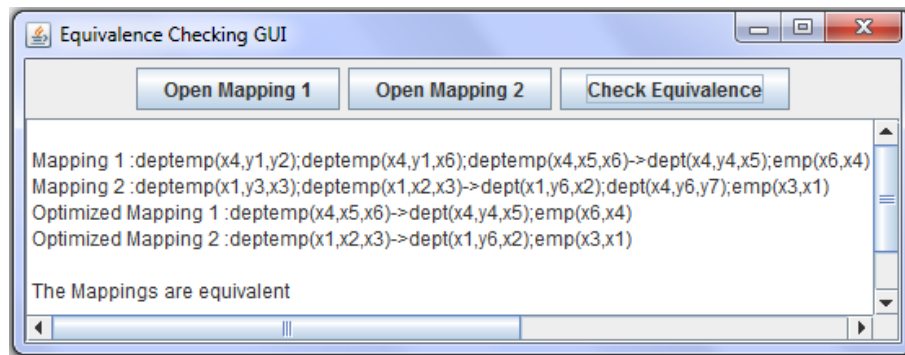 Equivalence Checking GUI
Open Mapping 1 Open Mapping 2 Check Equivalence
Mapping 1 :deptemp(x4,y1,y2);deptemp(x4,y1,x6);deptemp(x4,x5,x6)->dept(x4,y4,x5);emp(x6,x4)
Mapping 2 :deptemp(x1,y3,x3);deptemp(x1,x2,x3)->dept(x1,y6,x2);dept(x4,y6,y7);emp(x3,x1)
Optimized Mapping 1 :deptemp(x4,x5,x6)->dept(x4,y4,x5);emp(x6,x4)
Optimized Mapping 2 :deptemp(x1,x2,x3)->dept(x1,y6,x2);emp(x3,x1)
The Mappings are equivalent